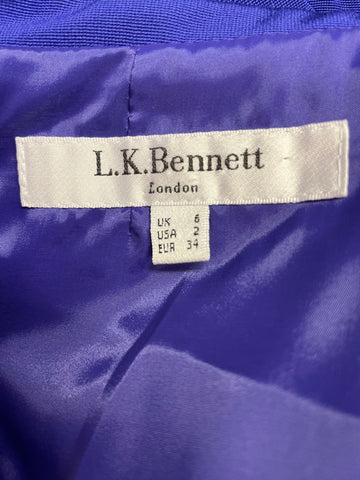 L.K.Bennett
London
UK 6
USA 2
EUR 34